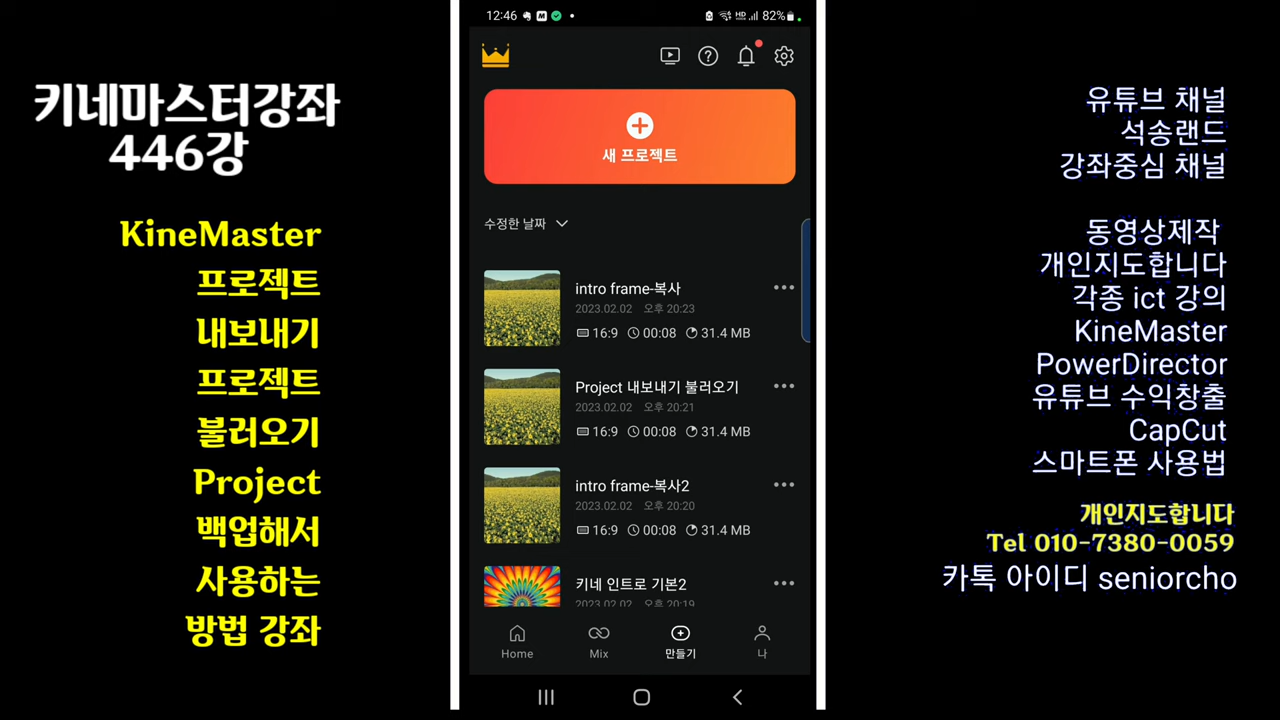 키네마스터강좌
446강
KineMaster
프로젝트
내보내기
프로젝트
불러오기
Project
백업해서
사용하는
방법 강좌
12:46
82%
새 프로젝트
수정한 날짜
intro frame-복사
2023.02.02 오후 20:23
16:9 00:08 31.4 MB
Project 내보내기 불러오기
2023.02.02 오후 20:21
16:9 00:08 31.4 MB
intro frame-복사2
2023.02.02 오후 20:20
16:9 00:08 31.4 MB
키네 인트로 기본2
2023.02.02 오후 20:19
Home
Mix
만들기
나
유튜브 채널
석송랜드
강좌중심 채널
동영상제작
개인지도합니다
각종 ict 강의
KineMaster
PowerDirector
유튜브 수익창출
CapCut
스마트폰 사용법
개인지도합니다
Tel 010-7380-0059
카톡 아이디 seniorcho